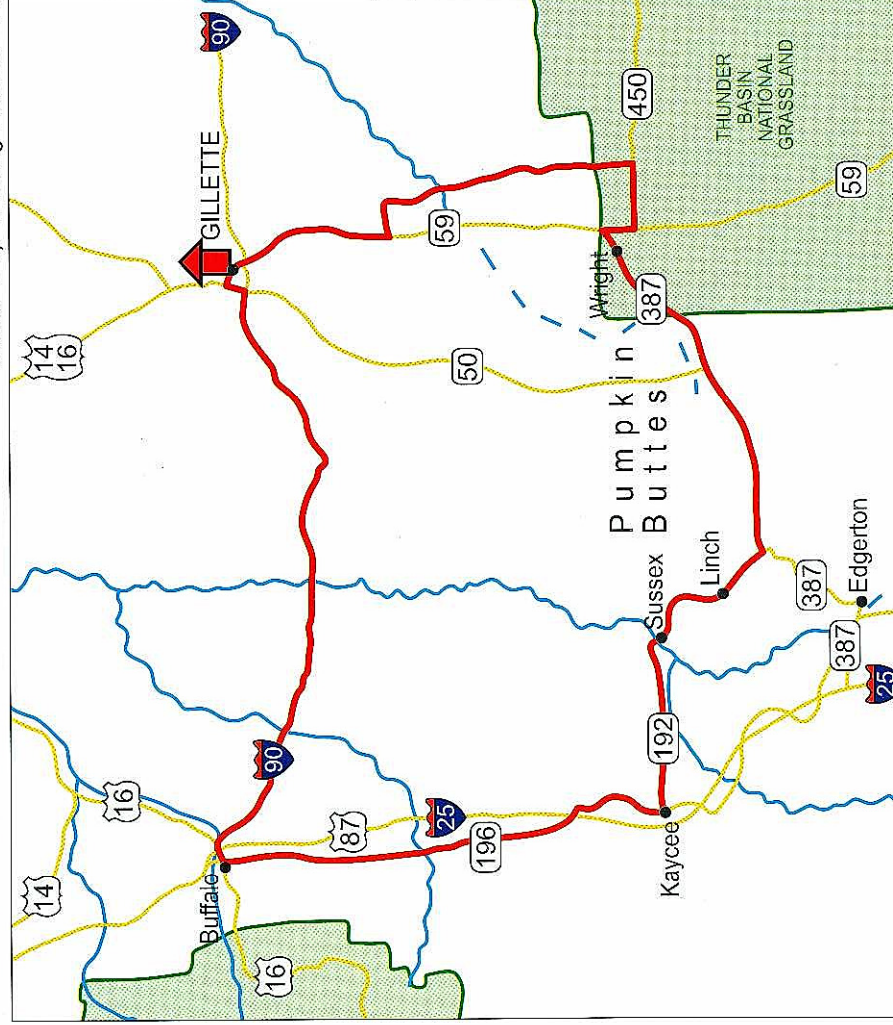 14
14
16
16
Buffalo
GILLETTE
90
16
90
87
25
59
50
196
Wright
Pumpkin
Buttes
450
387
Sussex
192
Kaycee
Linch
THUNDER
BASIN
NATIONAL
GRASSLAND
387
387
59
Edgerton
25